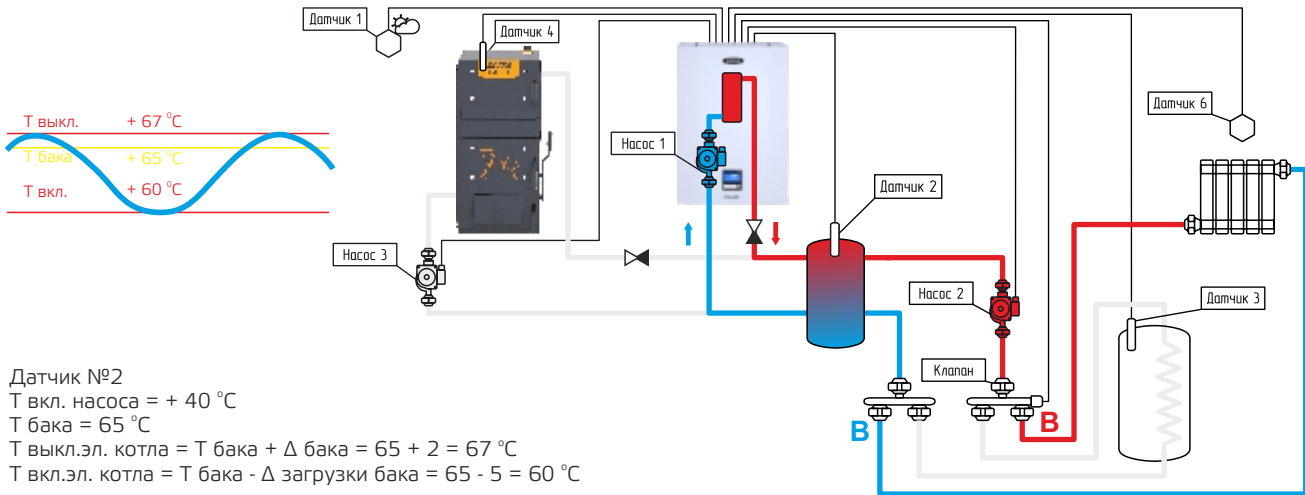 Датчик 1
Датчик 4
Датчик 6
Т выкл. + 67 °C
Т бака + 65 °C
Т вкл. + 60 °C
Насос 1
Датчик 2
Насос 3
Насос 2
Датчик 3
Клапан
B
B
Датчик №2
Т вкл. насоса = + 40 °C
Т бака = 65 °C
Т выкл.эл. котла = Т бака + Δ бака = 65 + 2 = 67 °C
Т вкл.эл. котла = Т бака - Δ загрузки бака = 65 - 5 = 60 °C